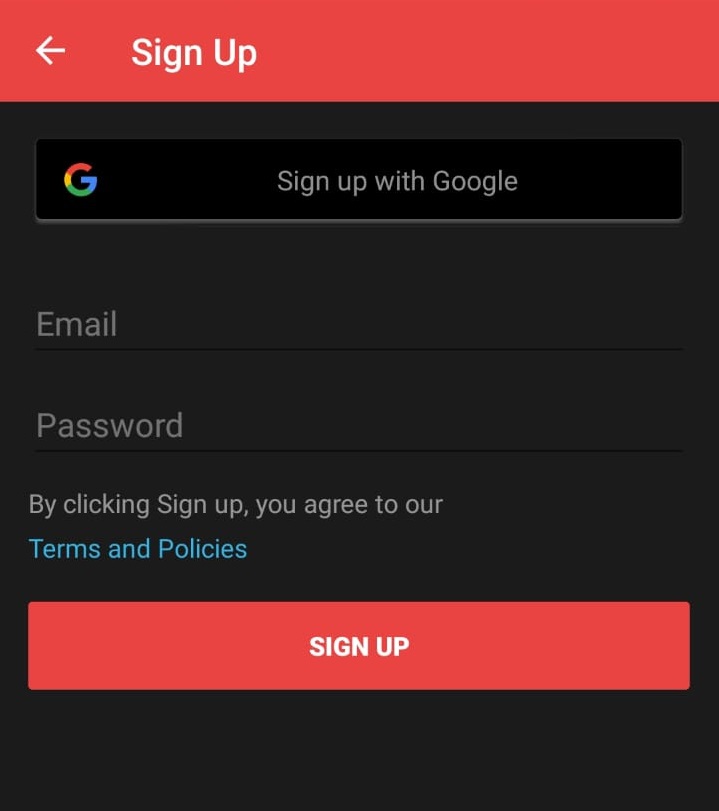 Sign Up
Sign up with Google
Email
Password
By clicking Sign up, you agree to our
Terms and Policies
SIGN UP